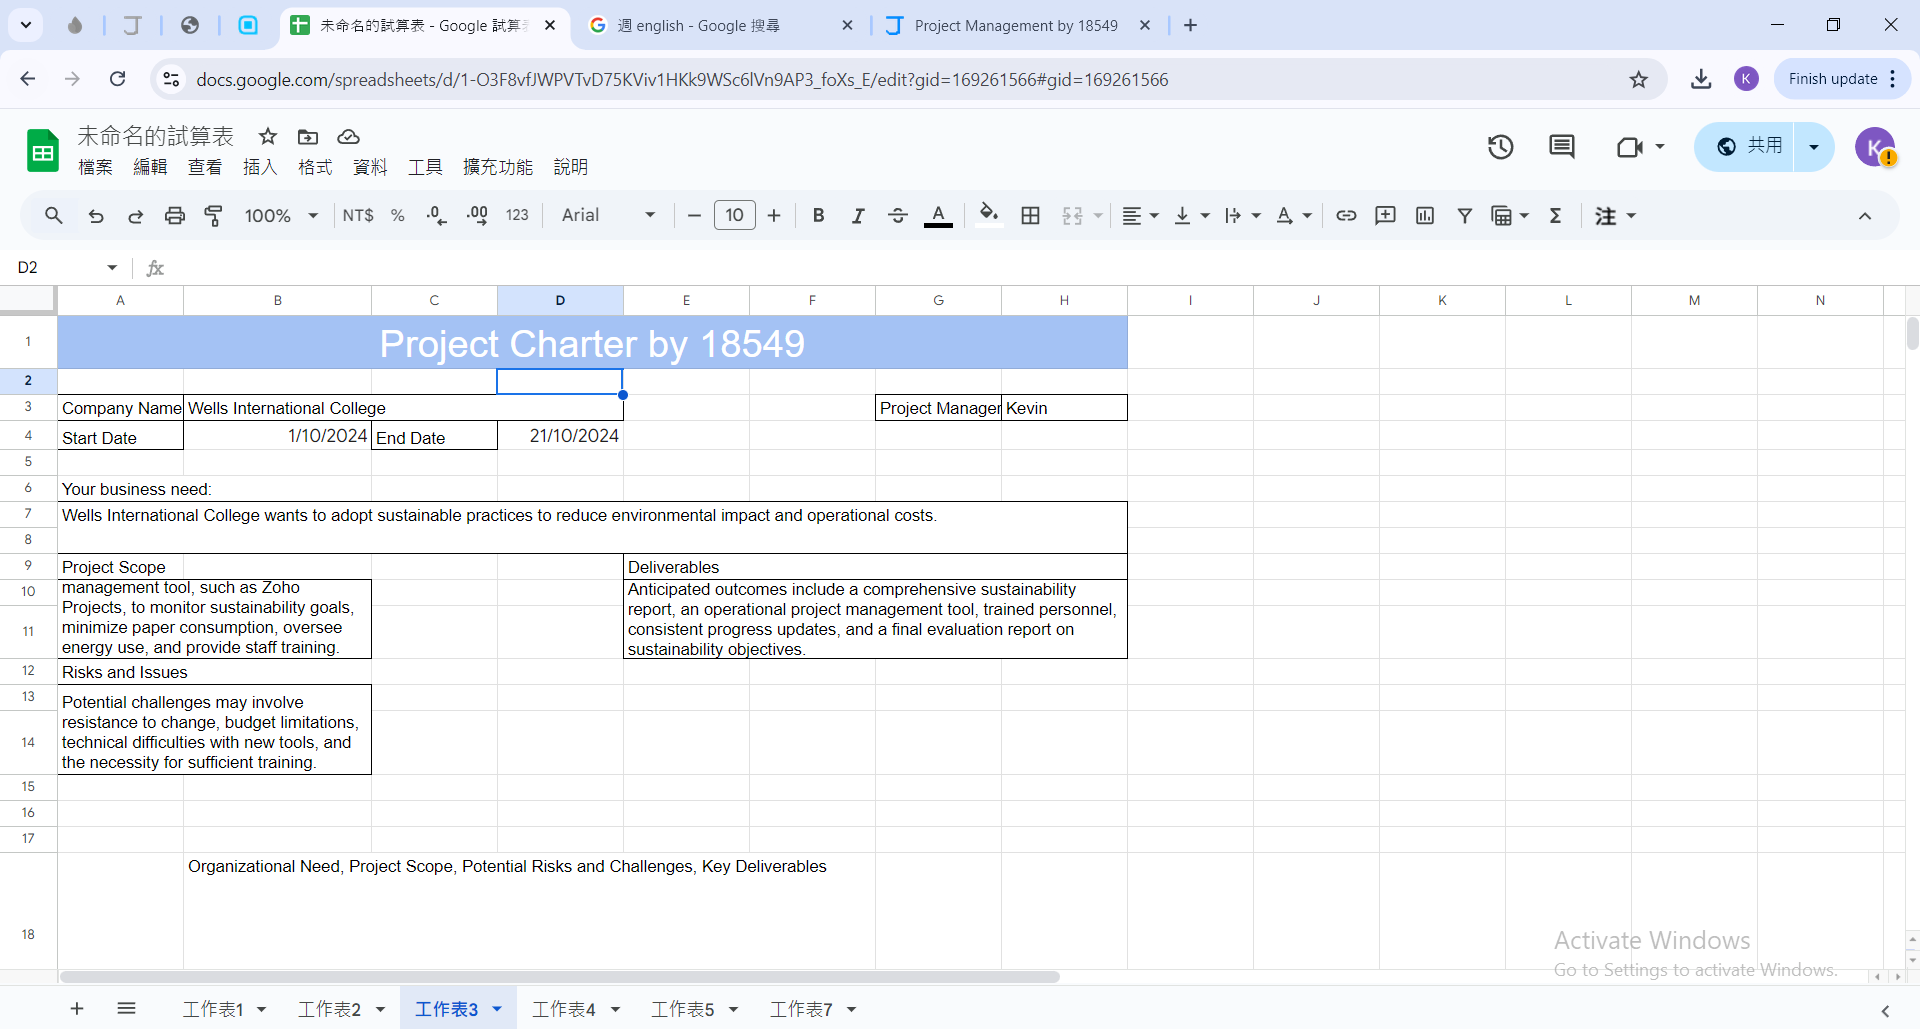 未命名的試算表 - Google 試算
週 english - Google 搜尋
Project Management by 18549
docs.google.com/spreadsheets/d/1-O3F8vfJWPVTvD75KViv1HKk9WSc6lVn9AP3_foXs_E/edit?gid=169261566#gid=169261566
K
Finish update
未命名的試算表
檔案 編輯 查看 插入 格式 資料 工具 擴充功能 說明
共用
K
100% NT$ % .0 .00 123 Arial 10 B I A 注
D2 fx
A B C D E F G H I J K L M N
1 Project Charter by 18549
2
3 Company Name Wells International College Project Manager Kevin
4 Start Date 1/10/2024 End Date 21/10/2024
5
6 Your business need:
7 Wells International College wants to adopt sustainable practices to reduce environmental impact and operational costs.
8
9 Project Scope Deliverables
10 management tool, such as Zoho
Projects, to monitor sustainability goals,
11 minimize paper consumption, oversee
energy use, and provide staff training.
Anticipated outcomes include a comprehensive sustainability
report, an operational project management tool, trained personnel,
consistent progress updates, and a final evaluation report on
sustainability objectives.
12 Risks and Issues
13 Potential challenges may involve
resistance to change, budget limitations,
14 technical difficulties with new tools, and
the necessity for sufficient training.
15
16
17
Organizational Need, Project Scope, Potential Risks and Challenges, Key Deliverables
18
Activate Windows
Go to Settings to activate Windows.
工作表1 工作表2 工作表3 工作表4 工作表5 工作表7